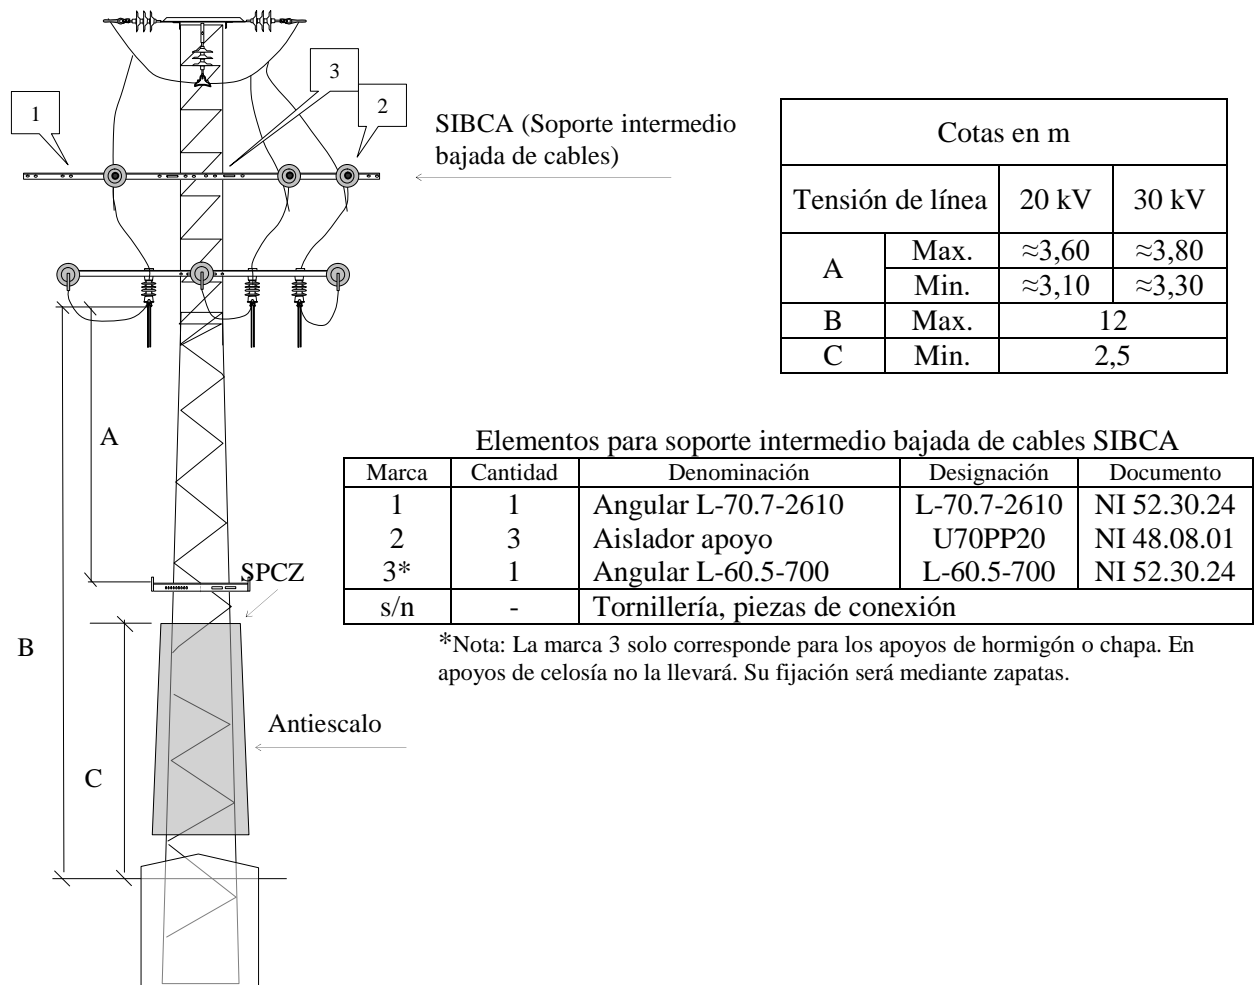 3
1
2
SIBCA (Soporte intermedio
bajada de cables)
Cotas en m
Tensión de línea 20 kV 30 kV
A Max. ≈3,60 ≈3,80
Min. ≈3,10 ≈3,30
B Max. 12
C Min. 2,5
A
Elementos para soporte intermedio bajada de cables SIBCA
Marca Cantidad Denominación Designación Documento
1 1 Angular L-70.7-2610 L-70.7-2610 NI 52.30.24
2 3 Aislador apoyo U70PP20 NI 48.08.01
3* 1 Angular L-60.5-700 L-60.5-700 NI 52.30.24
s/n - Tornillería, piezas de conexión
*Nota: La marca 3 solo corresponde para los apoyos de hormigón o chapa. En
apoyos de celosía no la llevará. Su fijación será mediante zapatas.
SPCZ
B
Antiescalo
C